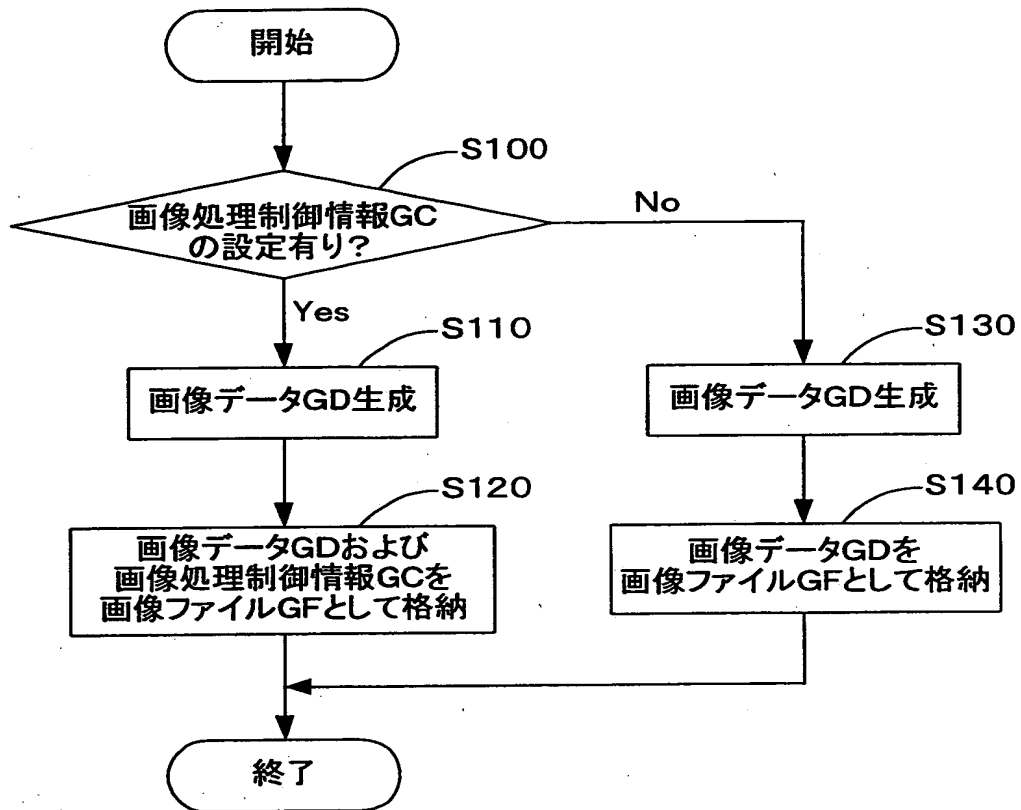 開始
S100
画像処理制御情報GC
の設定有り?
No
Yes
S110
画像データGD生成
S130
画像データGD生成
S120
画像データGDおよび
画像処理制御情報GCを
画像ファイルGFとして格納
S140
画像データGDを
画像ファイルGFとして格納
終了